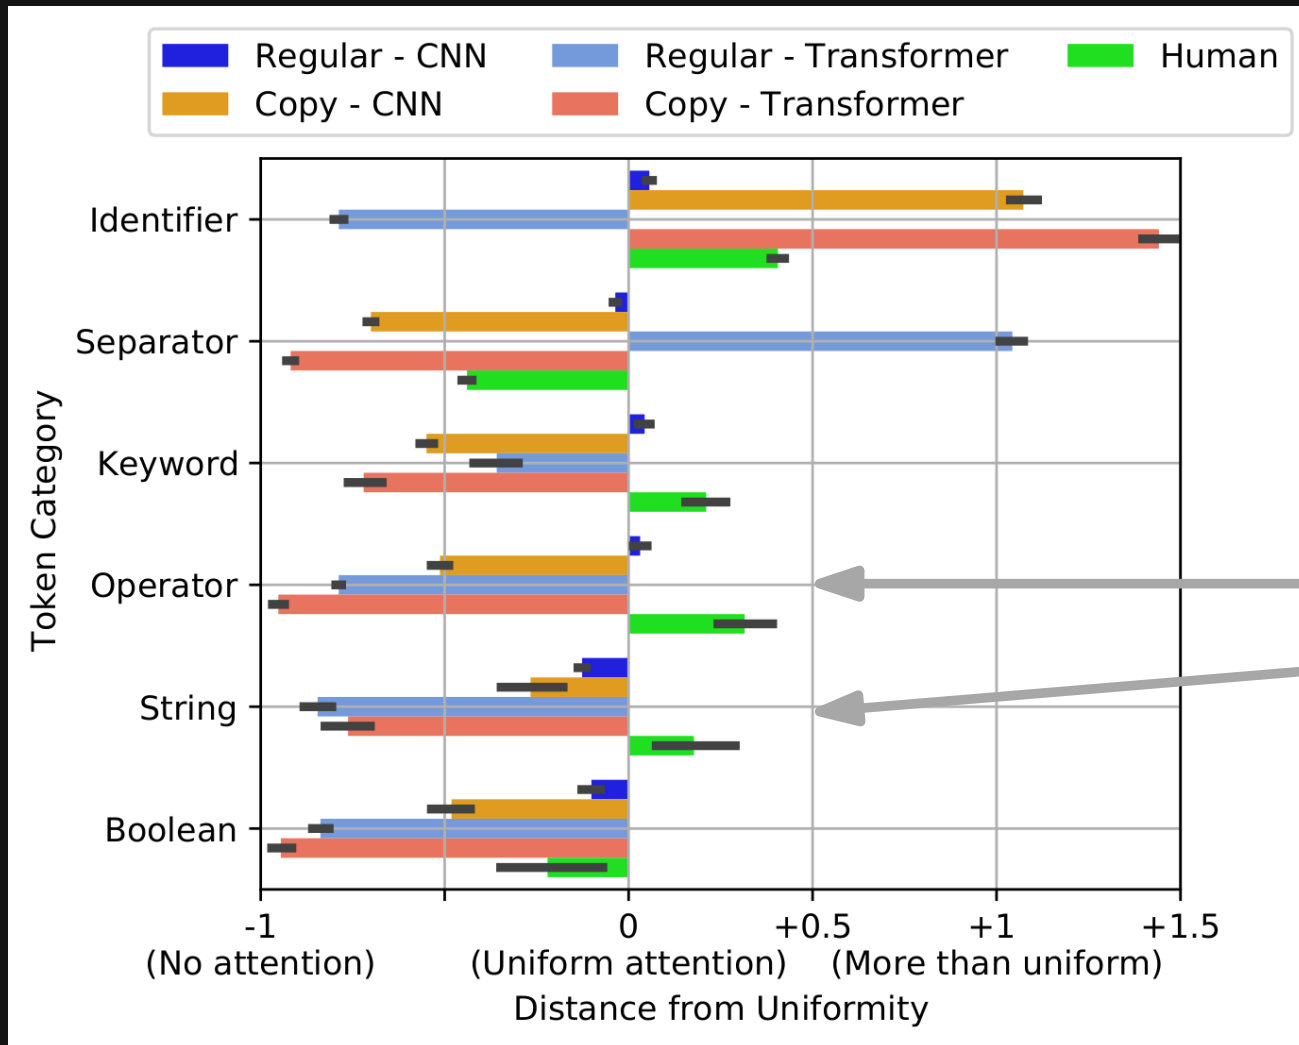 Regular - CNN
Regular - Transformer
Human
Copy - CNN
Copy - Transformer
Token Category
Identifier
Separator
Keyword
Operator
String
Boolean
-1
0
+0.5
+1
+1.5
(No attention)
(Uniform attention)
(More than uniform)
Distance from Uniformity